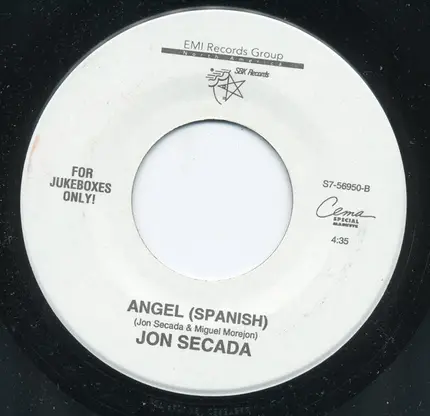 EMI Records Group
North America
SBK Records
FOR
JUKEBOXES
ONLY!
S7-56950-B
Cema
SPECIAL
MARKETS
4:35
ANGEL (SPANISH)
(Jon Secada & Miguel Morejon)
JON SECADA